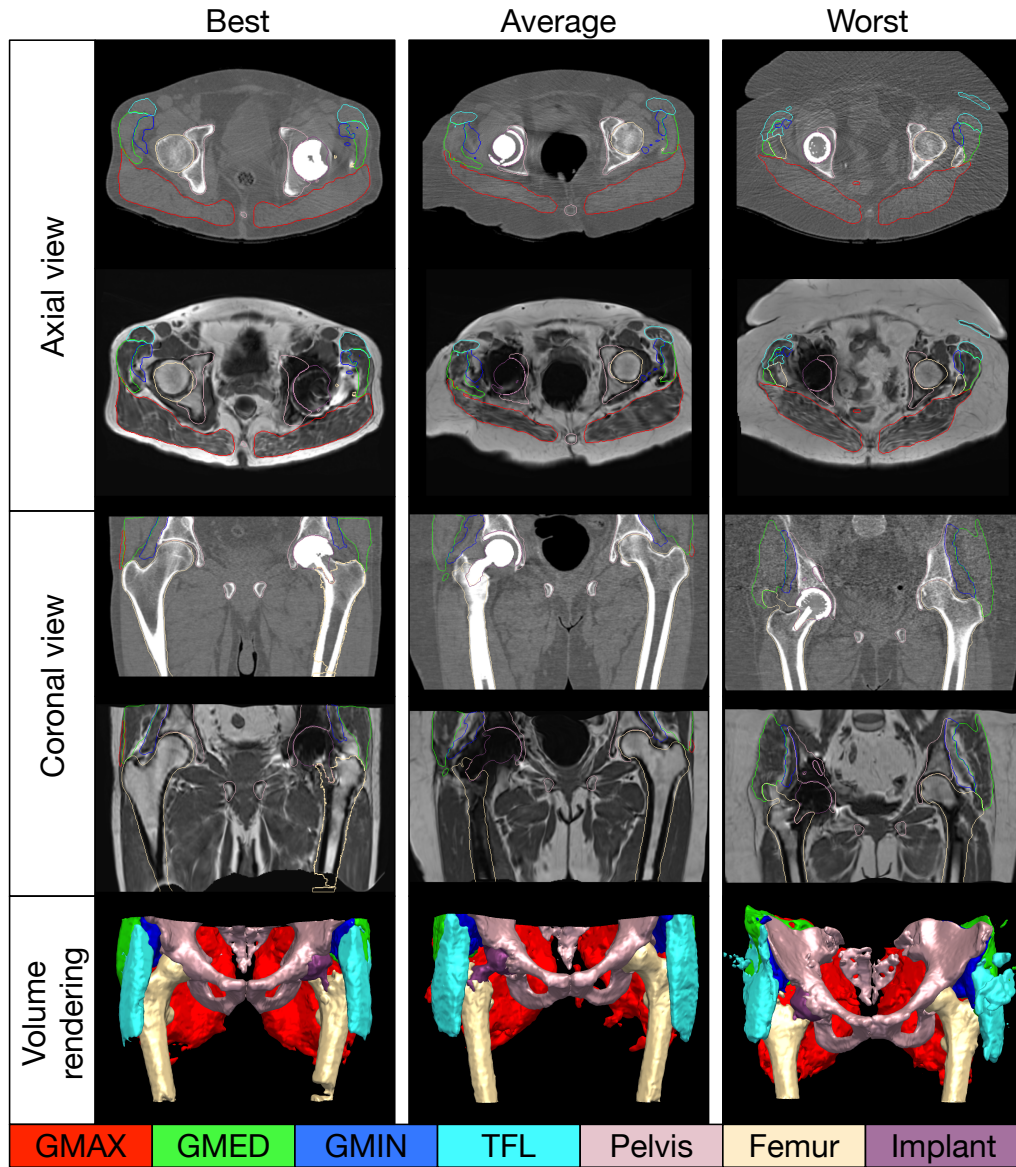 Best Average Worst
Axial view
Coronal view
Volume
rendering
GMAX GMED GMIN TFL Pelvis Femur Implant